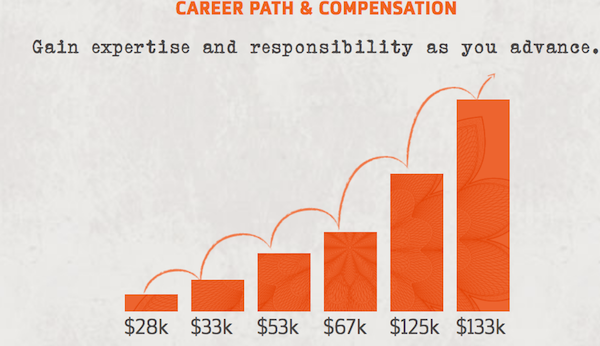 CAREER PATH & COMPENSATION
Gain expertise and responsibility as you advance.
$28k $33k $53k $67k $125k $133k